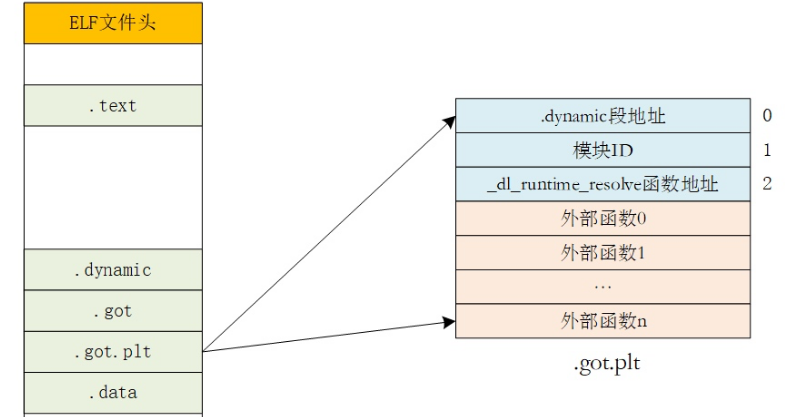 ELF文件头
.text
.dynamic
.got
.got.plt
.data
.dynamic段地址 0
模块ID 1
_dl_runtime_resolve函数地址 2
外部函数0
外部函数1
…
外部函数n
.got.plt